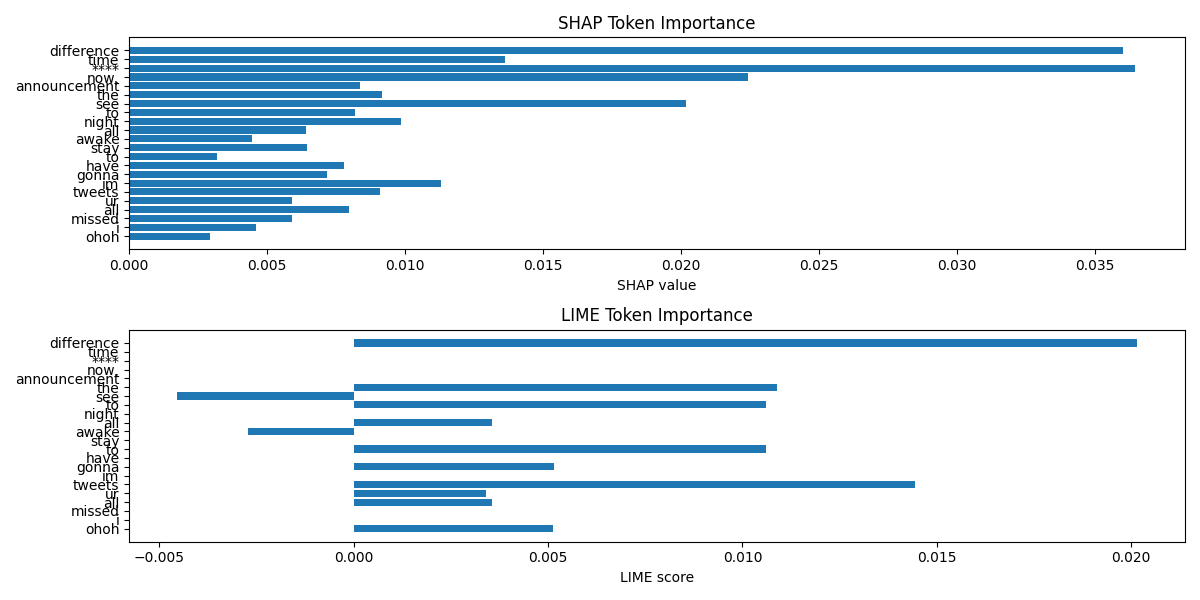 SHAP Token Importance
difference
time
****
now.
announcement
the
see
to
night
all
awake
stay
to
have
gonna
im
tweets
ur
all
missed
i
ohoh
0.000 0.005 0.010 0.015 0.020 0.025 0.030 0.035
SHAP value
LIME Token Importance
difference
time
****
now.
announcement
the
see
to
night
all
awake
stay
to
have
gonna
im
tweets
ur
all
missed
i
ohoh
−0.005 0.000 0.005 0.010 0.015 0.020
LIME score